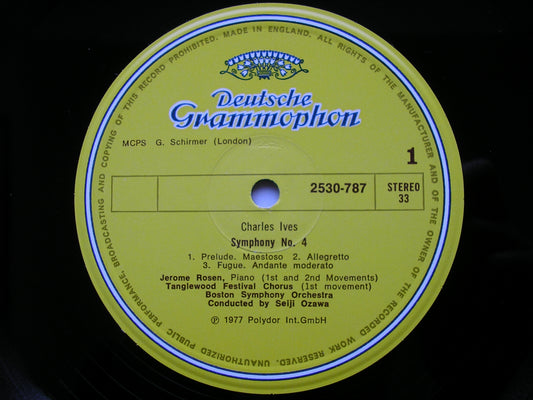 Deutsche
Grammophon
MCPS G. Schirmer (London)
1
2530-787
STEREO
33
Charles Ives
Symphony No. 4
1. Prelude. Maestoso 2. Allegretto
3. Fugue. Andante moderato
Jerome Rosen, Piano (1st and 2nd Movements)
Tanglewood Festival Chorus (1st movement)
Boston Symphony Orchestra
Conducted by Seiji Ozawa
℗ 1977 Polydor Int.GmbH
MADE IN ENGLAND. ALL RIGHTS OF THE MANUFACTURER AND OF THE OWNER OF THE RECORDED WORK RESERVED. UNAUTHORIZED PUBLIC PERFORMANCE, BROADCASTING AND COPYING OF THIS RECORD PROHIBITED.